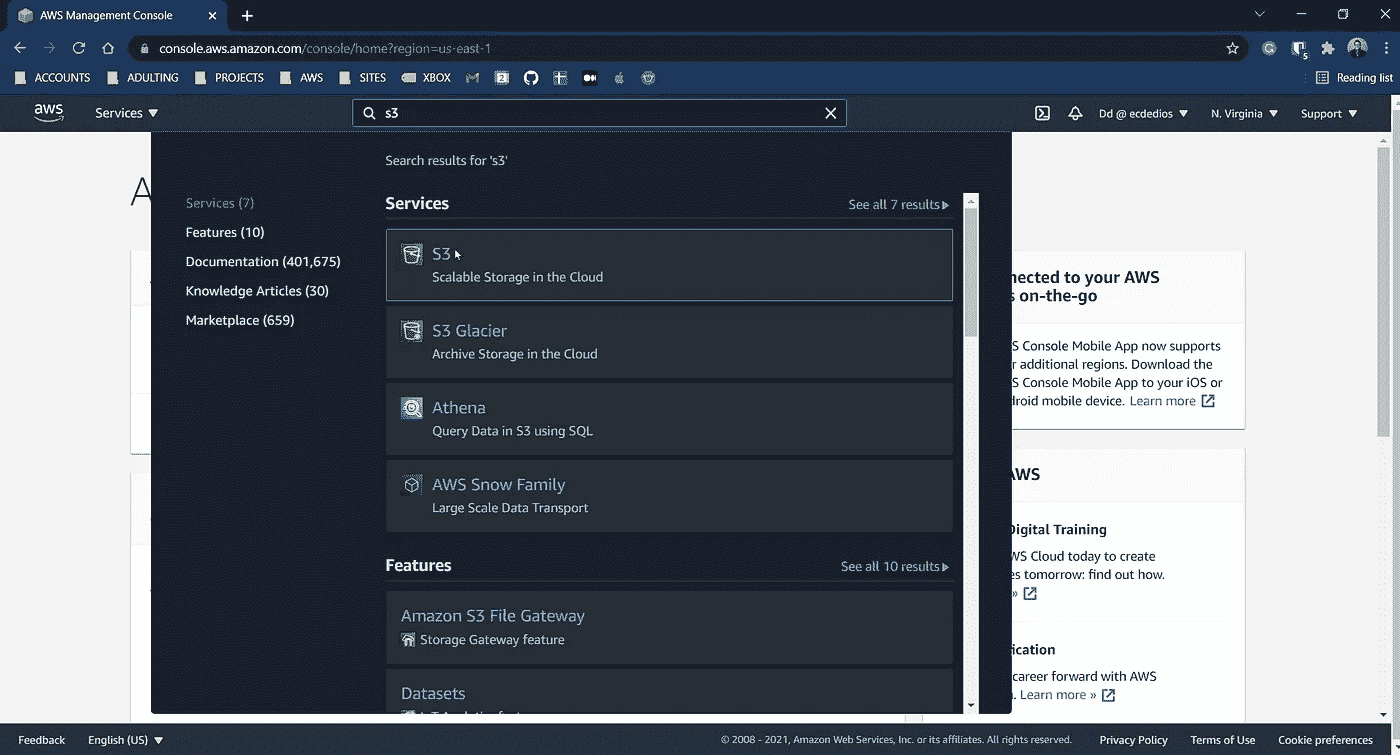 AWS Management Console
console.aws.amazon.com/console/home?region=us-east-1
ACCOUNTS
ADULTING
PROJECTS
AWS
SITES
XBOX
2
Reading list
5
aws
Services
s3
Dd @ ecdedios
N. Virginia
Support
A
Search results for 's3'
Services (7)
Features (10)
Documentation (401,675)
Knowledge Articles (30)
Marketplace (659)
Services
See all 7 results
S3
Scalable Storage in the Cloud
S3 Glacier
Archive Storage in the Cloud
Athena
Query Data in S3 using SQL
AWS Snow Family
Large Scale Data Transport
Features
See all 10 results
Amazon S3 File Gateway
Storage Gateway feature
Datasets
nected to your AWS
s on-the-go
S Console Mobile App now supports
r additional regions. Download the
S Console Mobile App to your iOS or
droid mobile device. Learn more
AWS
Digital Training
WS Cloud today to create
es tomorrow: find out how.
»
ication
career forward with AWS
. Learn more »
Feedback
English (US)
© 2008 - 2021, Amazon Web Services, Inc. or its affiliates. All rights reserved.
Privacy Policy
Terms of Use
Cookie preferences